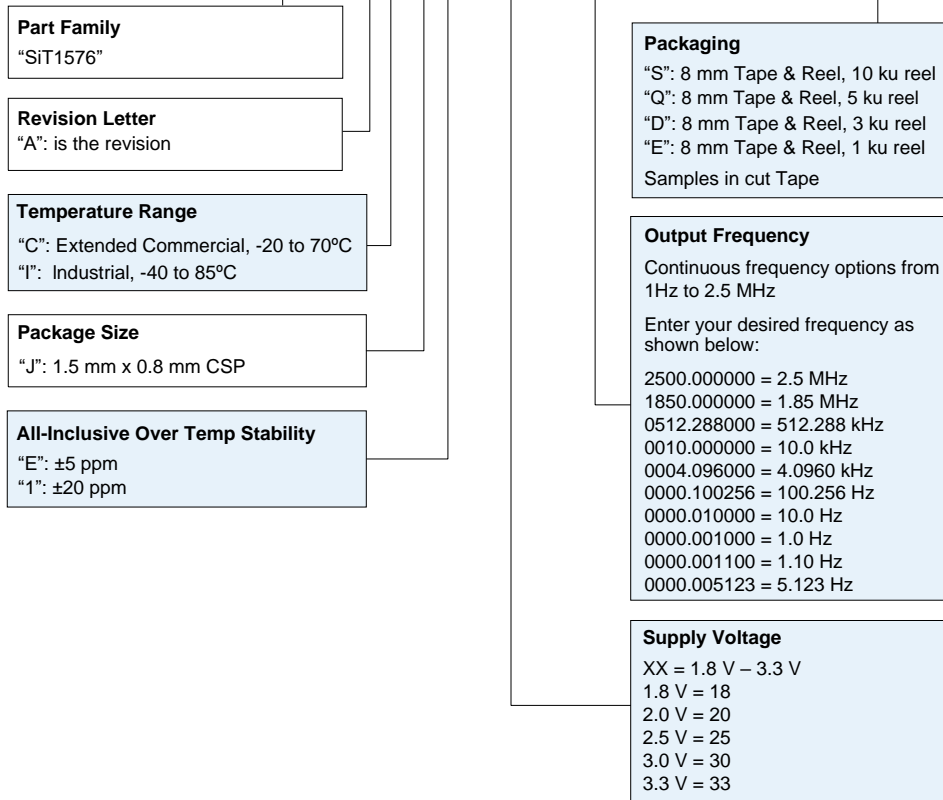 Part Family
“SiT1576”
Revision Letter
“A”: is the revision
Temperature Range
“C”: Extended Commercial, -20 to 70ºC
“I”: Industrial, -40 to 85ºC
Package Size
“J”: 1.5 mm x 0.8 mm CSP
All-Inclusive Over Temp Stability
“E”: ±5 ppm
“1”: ±20 ppm
Packaging
“S”: 8 mm Tape & Reel, 10 ku reel
“Q”: 8 mm Tape & Reel, 5 ku reel
“D”: 8 mm Tape & Reel, 3 ku reel
“E”: 8 mm Tape & Reel, 1 ku reel
Samples in cut Tape
Output Frequency
Continuous frequency options from
1Hz to 2.5 MHz
Enter your desired frequency as
shown below:
2500.000000 = 2.5 MHz
1850.000000 = 1.85 MHz
0512.288000 = 512.288 kHz
0010.000000 = 10.0 kHz
0004.096000 = 4.0960 kHz
0000.100256 = 100.256 Hz
0000.010000 = 10.0 Hz
0000.001000 = 1.0 Hz
0000.001100 = 1.10 Hz
0000.005123 = 5.123 Hz
Supply Voltage
XX = 1.8 V – 3.3 V
1.8 V = 18
2.0 V = 20
2.5 V = 25
3.0 V = 30
3.3 V = 33